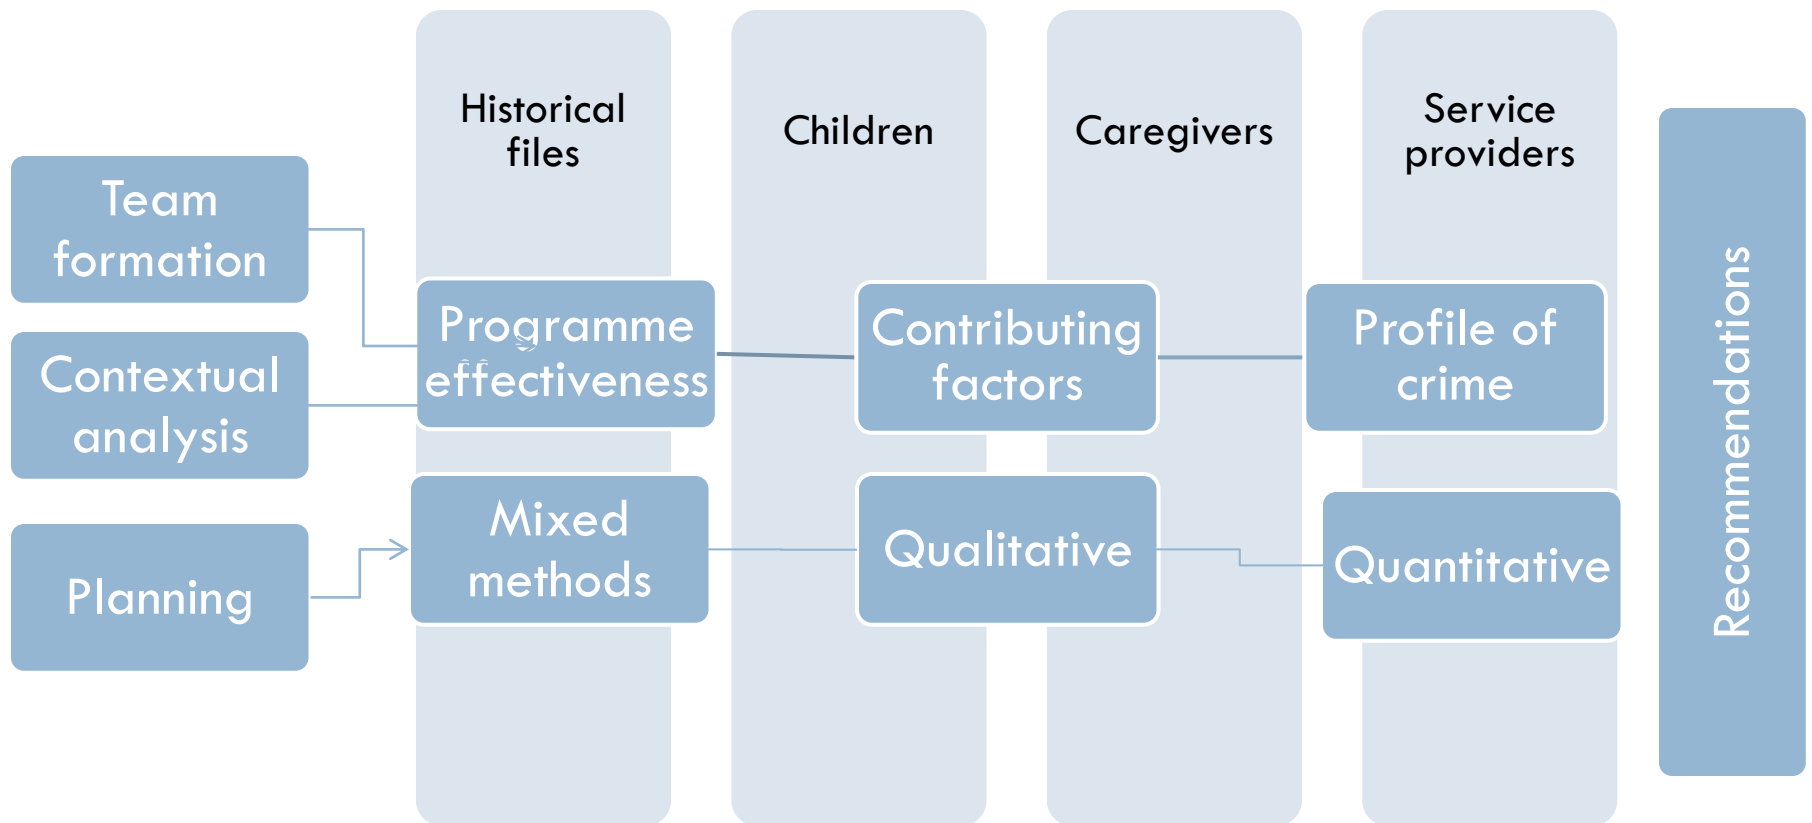 Historical
files
Children
Caregivers
Service
providers
Team
formation
Contextual
analysis
Planning
Programme
effectiveness
Contributing
factors
Profile of
crime
Mixed
methods
Qualitative
Quantitative
Recommendations